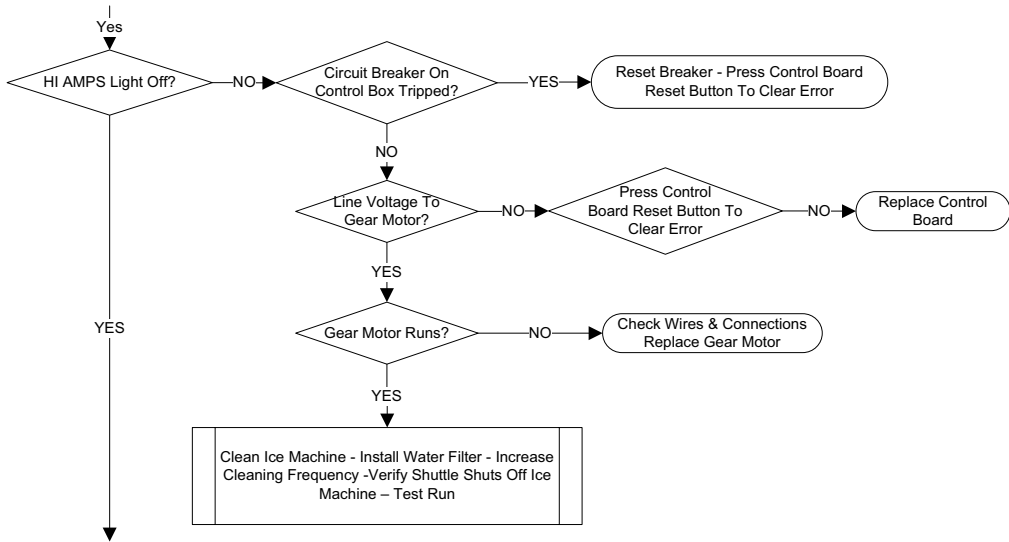 Yes
HI AMPS Light Off?
NO
Circuit Breaker On
Control Box Tripped?
YES
Reset Breaker - Press Control Board
Reset Button To Clear Error
NO
Line Voltage To
Gear Motor?
NO
Press Control
Board Reset Button To
Clear Error
NO
Replace Control
Board
YES
YES
Gear Motor Runs?
NO
Check Wires & Connections
Replace Gear Motor
YES
Clean Ice Machine - Install Water Filter - Increase
Cleaning Frequency -Verify Shuttle Shuts Off Ice
Machine – Test Run